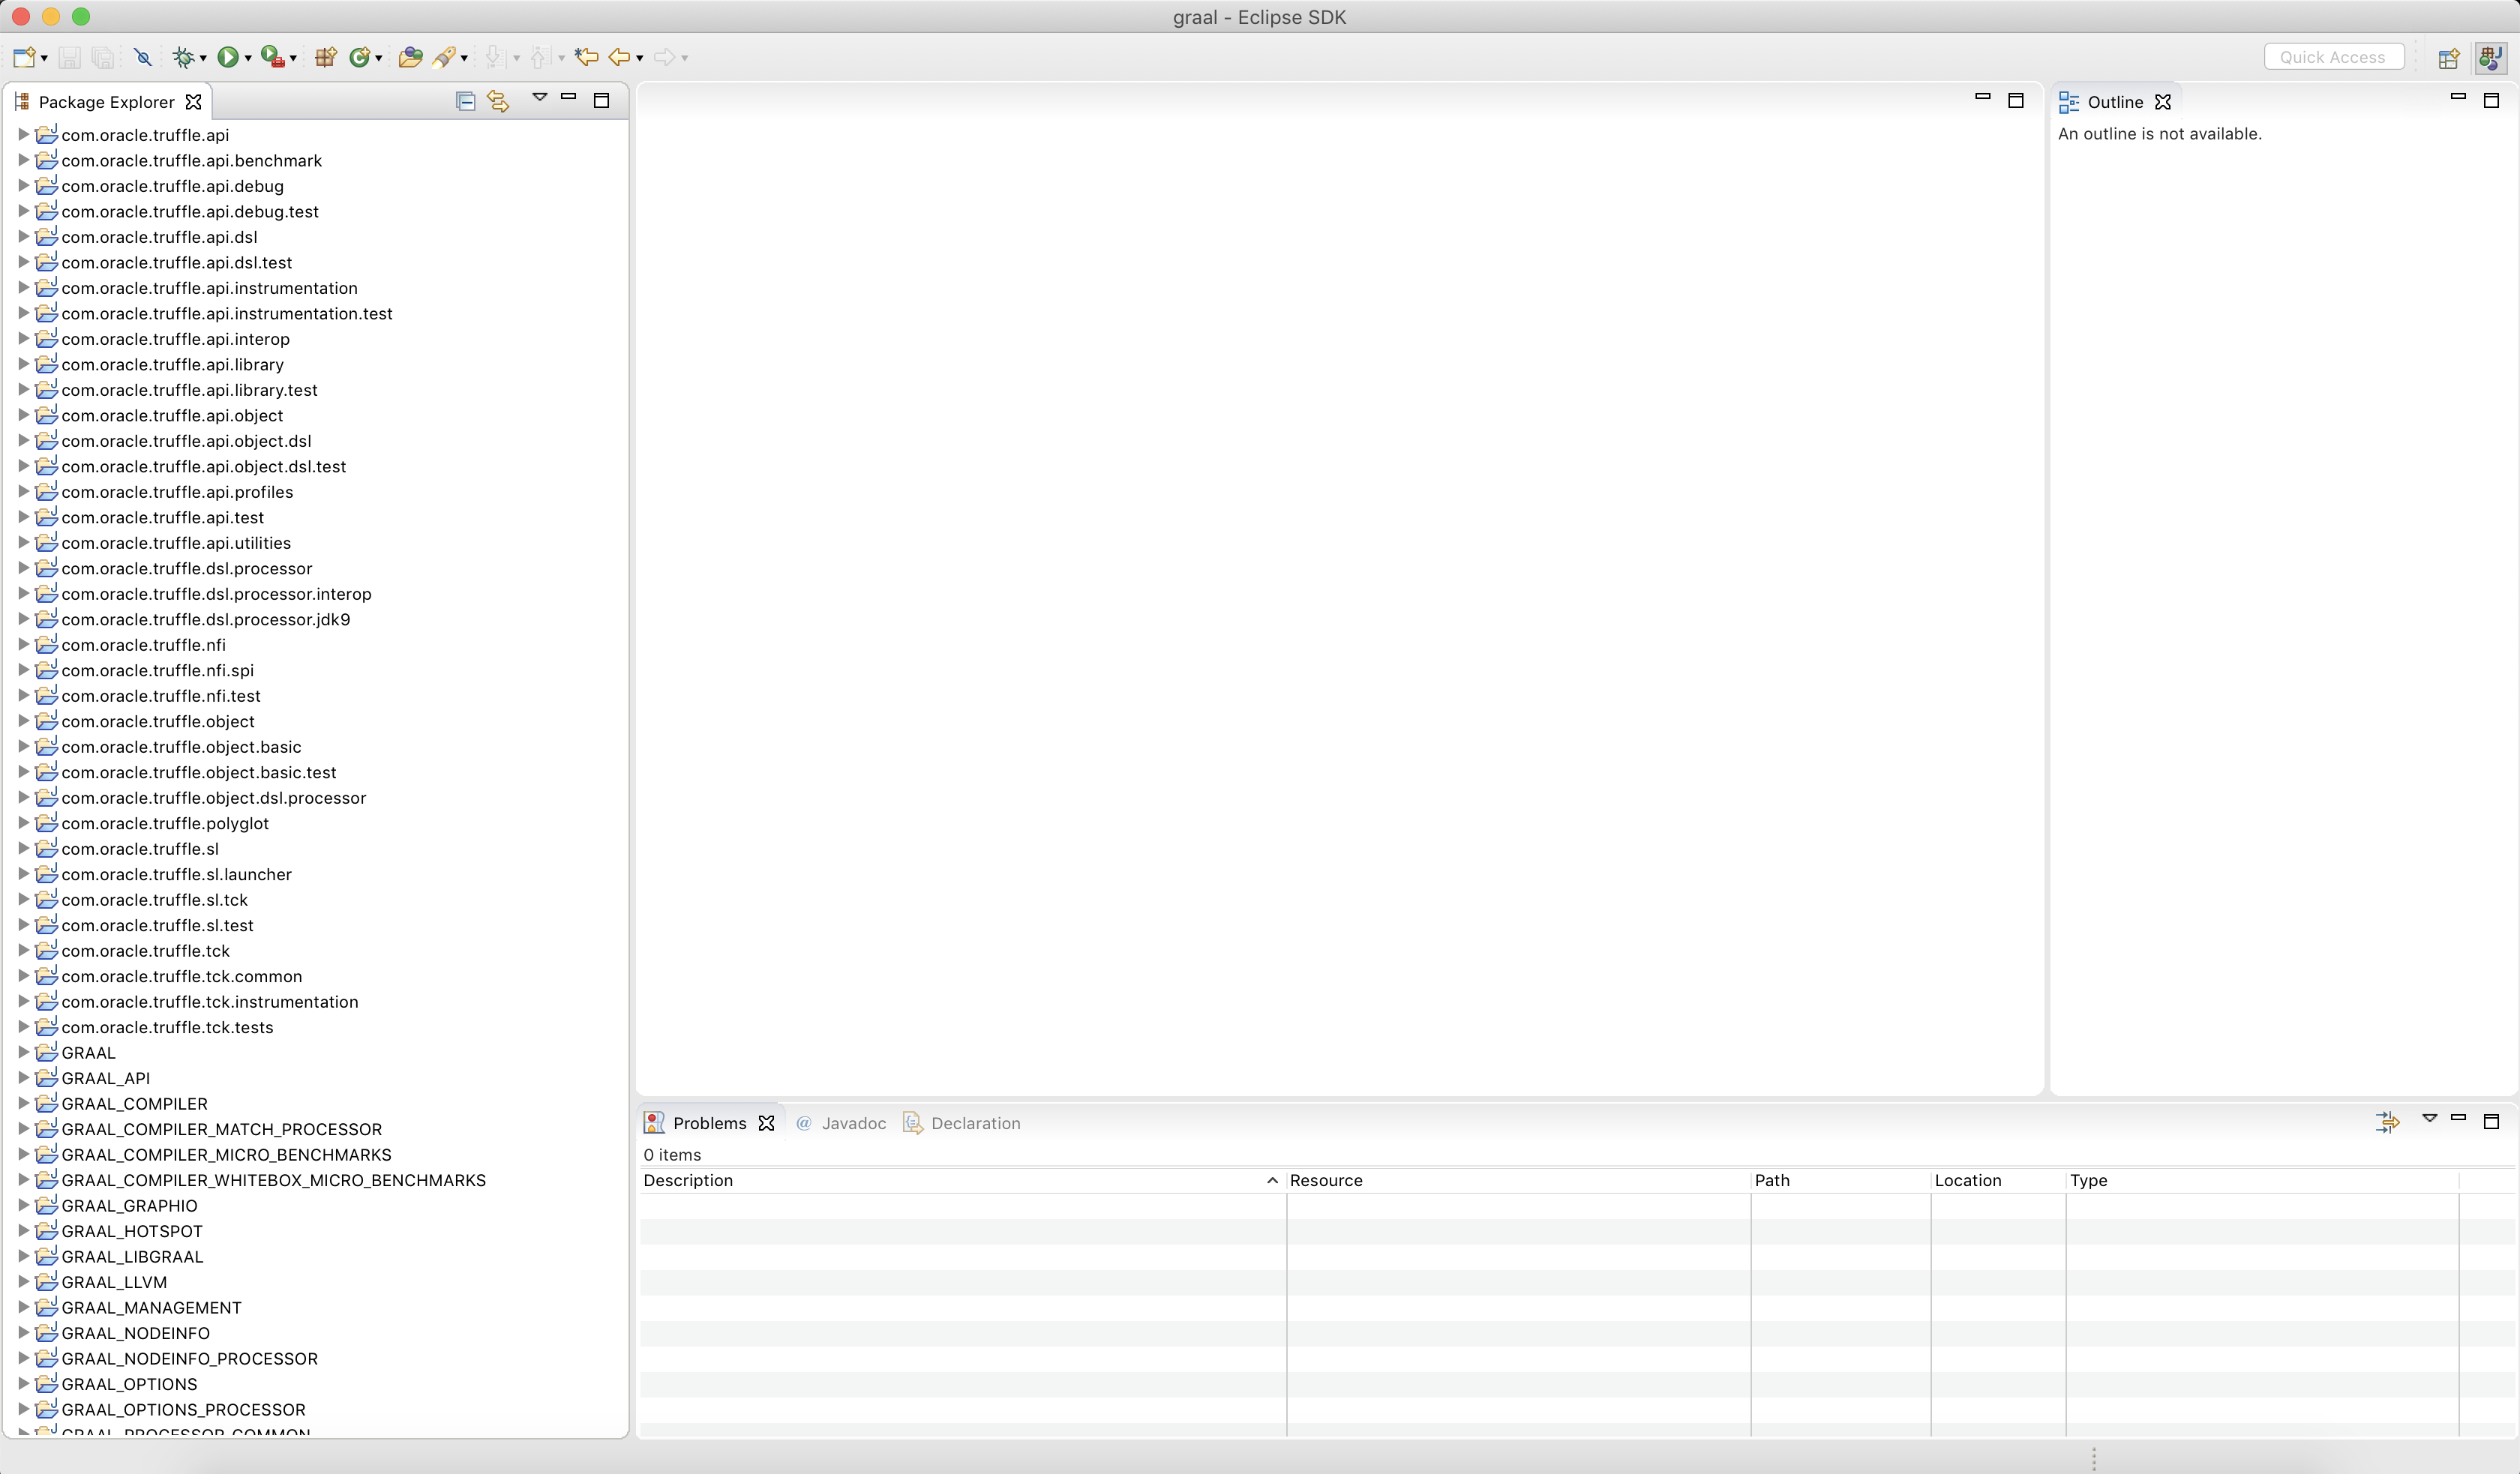 graal - Eclipse SDK
Quick Access
Package Explorer
com.oracle.truffle.api
com.oracle.truffle.api.benchmark
com.oracle.truffle.api.debug
com.oracle.truffle.api.debug.test
com.oracle.truffle.api.dsl
com.oracle.truffle.api.dsl.test
com.oracle.truffle.api.instrumentation
com.oracle.truffle.api.instrumentation.test
com.oracle.truffle.api.interop
com.oracle.truffle.api.library
com.oracle.truffle.api.library.test
com.oracle.truffle.api.object
com.oracle.truffle.api.object.dsl
com.oracle.truffle.api.object.dsl.test
com.oracle.truffle.api.profiles
com.oracle.truffle.api.test
com.oracle.truffle.api.utilities
com.oracle.truffle.dsl.processor
com.oracle.truffle.dsl.processor.interop
com.oracle.truffle.dsl.processor.jdk9
com.oracle.truffle.nfi
com.oracle.truffle.nfi.spi
com.oracle.truffle.nfi.test
com.oracle.truffle.object
com.oracle.truffle.object.basic
com.oracle.truffle.object.basic.test
com.oracle.truffle.object.dsl.processor
com.oracle.truffle.polyglot
com.oracle.truffle.sl
com.oracle.truffle.sl.launcher
com.oracle.truffle.sl.tck
com.oracle.truffle.sl.test
com.oracle.truffle.tck
com.oracle.truffle.tck.common
com.oracle.truffle.tck.instrumentation
com.oracle.truffle.tck.tests
GRAAL
GRAAL_API
GRAAL_COMPILER
GRAAL_COMPILER_MATCH_PROCESSOR
GRAAL_COMPILER_MICRO_BENCHMARKS
GRAAL_COMPILER_WHITEBOX_MICRO_BENCHMARKS
GRAAL_GRAPHIO
GRAAL_HOTSPOT
GRAAL_LIBGRAAL
GRAAL_LLVM
GRAAL_MANAGEMENT
GRAAL_NODEINFO
GRAAL_NODEINFO_PROCESSOR
GRAAL_OPTIONS
GRAAL_OPTIONS_PROCESSOR
GRAAL_PROCESSOR_COMMON
Outline
An outline is not available.
Problems @ Javadoc Declaration
0 items
Description Resource Path Location Type